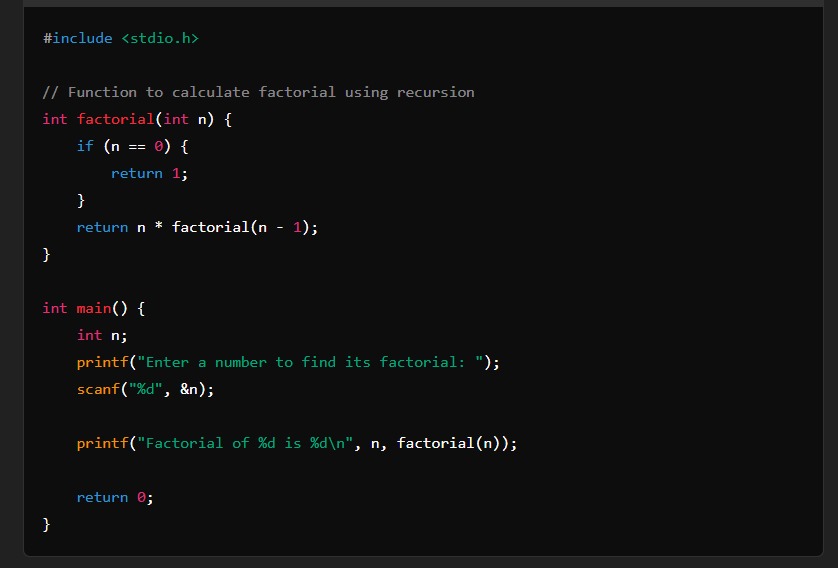 #include <stdio.h>

// Function to calculate factorial using recursion
int factorial(int n) {
    if (n == 0) {
        return 1;
    }
    return n * factorial(n - 1);
}

int main() {
    int n;
    printf("Enter a number to find its factorial: ");
    scanf("%d", &n);

    printf("Factorial of %d is %d\n", n, factorial(n));

    return 0;
}